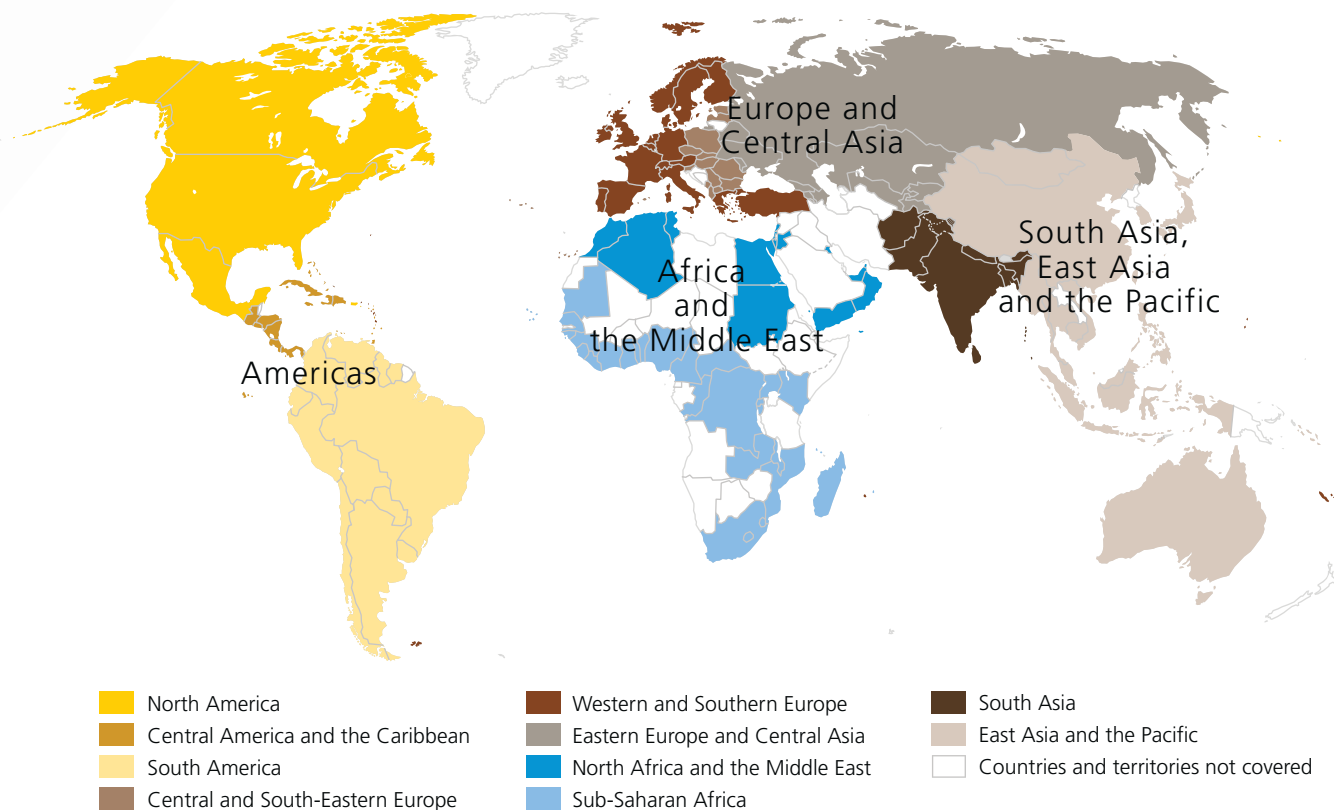 Europe and
Central Asia
South Asia,
East Asia
and the Pacific
Africa
and
the Middle East
Americas
North America
Central America and the Caribbean
South America
Central and South-Eastern Europe
Western and Southern Europe
Eastern Europe and Central Asia
North Africa and the Middle East
Sub-Saharan Africa
South Asia
East Asia and the Pacific
Countries and territories not covered